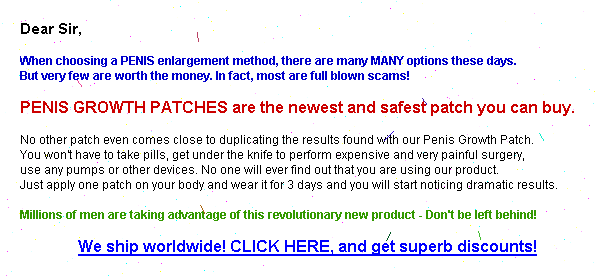 Dear Sir,
When choosing a PENIS enlargement method, there are many MANY options these days.
But very few are worth the money. In fact, most are full blown scams!
PENIS GROWTH PATCHES are the newest and safest patch you can buy.
No other patch even comes close to duplicating the results found with our Penis Growth Patch.
You won't have to take pills, get under the knife to perform expensive and very painful surgery,
use any pumps or other devices. No one will ever find out that you are using our product.
Just apply one patch on your body and wear it for 3 days and you will start noticing dramatic results.
Millions of men are taking advantage of this revolutionary new product - Don't be left behind!
We ship worldwide! CLICK HERE, and get superb discounts!